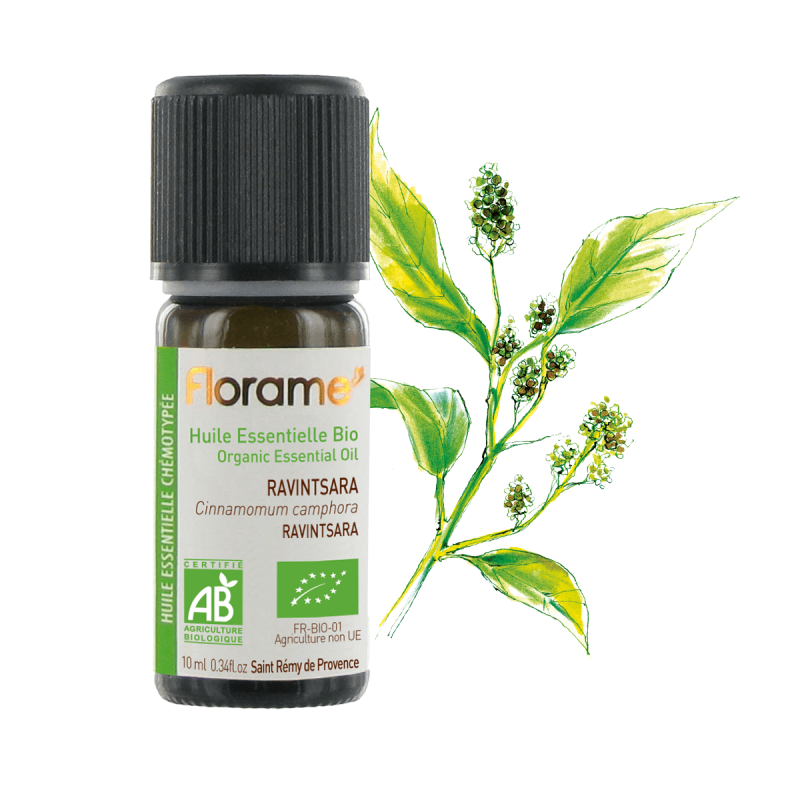 HUILE ESSENTIELLE CHÉMOTYPÉE
Florame
Huile Essentielle Bio
Organic Essential Oil
RAVINTSARA
Cinnamomum camphora
RAVINTSARA
CERTIFIÉ
AB
AGRICULTURE
BIOLOGIQUE
FR-BIO-01
Agriculture non UE
10 ml 0.34fl.oz Saint Rémy de Provence